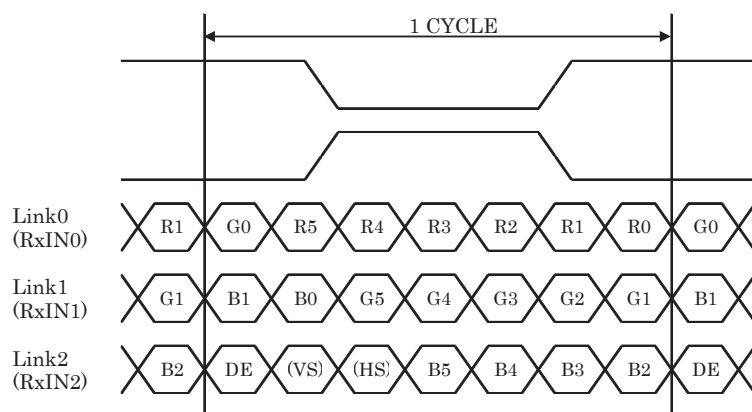 1 CYCLE
Link0
(RxIN0)
R1 G0 R5 R4 R3 R2 R1 R0 G0
Link1
(RxIN1)
G1 B1 B0 G5 G4 G3 G2 G1 B1
Link2
(RxIN2)
B2 DE (VS) (HS) B5 B4 B3 B2 DE